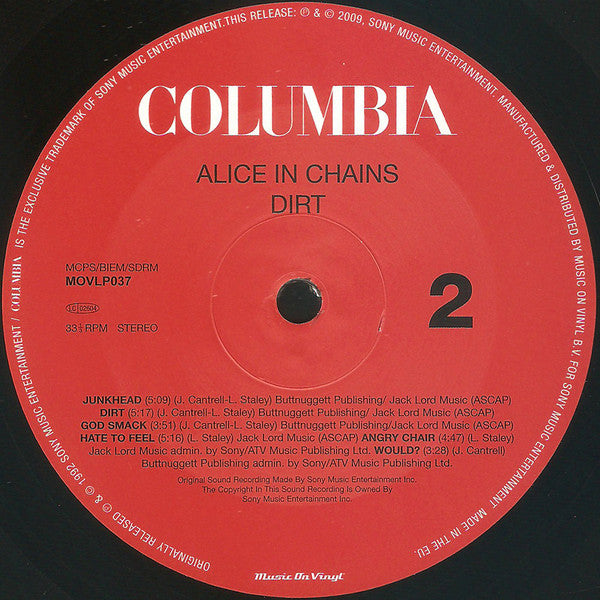 COLUMBIA
ALICE IN CHAINS
DIRT
MCPS/BIEM/SDRM
MOVLP037
LC 02604
33⅓ RPM STEREO
2
JUNKHEAD (5:09) (J. Cantrell-L. Staley) Buttnuggett Publishing/ Jack Lord Music (ASCAP)
DIRT (5:17) (J. Cantrell-L. Staley) Buttnuggett Publishing/ Jack Lord Music (ASCAP)
GOD SMACK (3:51) (J. Cantrell-L. Staley) Buttnuggett Publishing/ Jack Lord Music (ASCAP)
HATE TO FEEL (5:16) (L. Staley) Jack Lord Music (ASCAP) ANGRY CHAIR (4:47) (L. Staley)
Jack Lord Music admin. by Sony/ATV Music Publishing Ltd. WOULD? (3:28) (J. Cantrell)
Buttnuggett Publishing admin. by Sony/ATV Music Publishing Ltd.
Original Sound Recording Made By Sony Music Entertainment Inc.
The Copyright In This Sound Recording Is Owned By
Sony Music Entertainment Inc.
Music On Vinyl
ORIGINALLY RELEASED ℗ & © 1992 SONY MUSIC ENTERTAINMENT / COLUMBIA IS THE EXCLUSIVE TRADEMARK OF SONY MUSIC ENTERTAINMENT.THIS RELEASE: ℗ & © 2009, SONY MUSIC ENTERTAINMENT. MANUFACTURED & DISTRIBUTED BY MUSIC ON VINYL B.V. FOR SONY MUSIC ENTERTAINMENT. MADE IN THE EU.